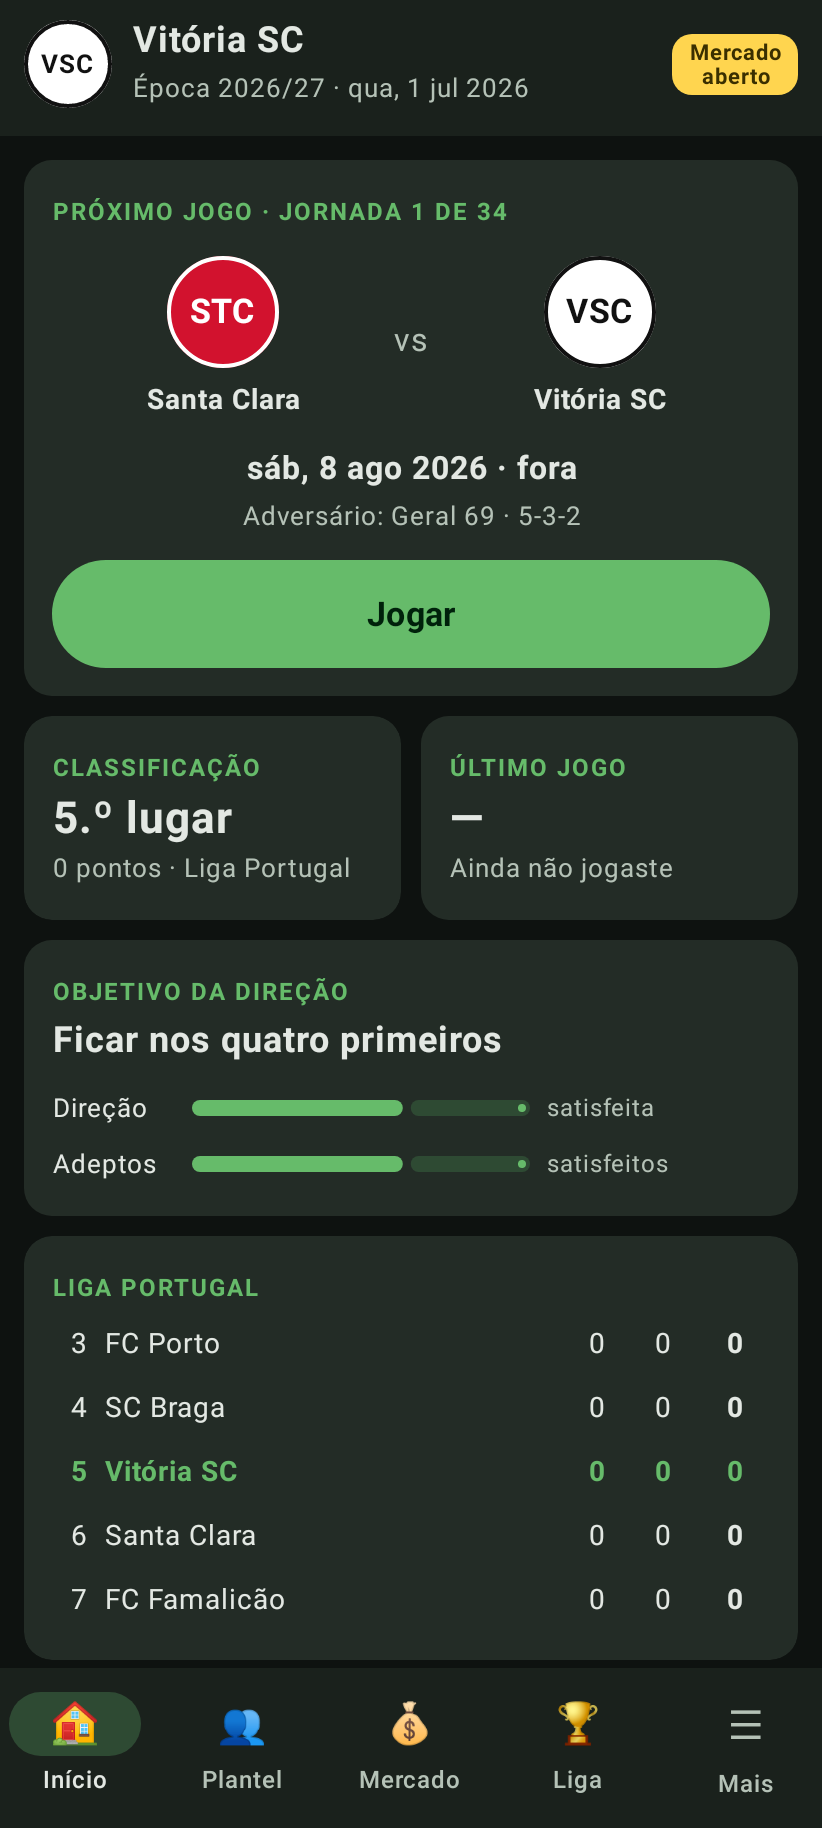 VSC
Vitória SC
Época 2026/27 · qua, 1 jul 2026
Mercado
aberto
PRÓXIMO JOGO · JORNADA 1 DE 34
STC
vs
VSC
Santa Clara
Vitória SC
sáb, 8 ago 2026 · fora
Adversário: Geral 69 · 5-3-2
Jogar
CLASSIFICAÇÃO
5.º lugar
0 pontos · Liga Portugal
ÚLTIMO JOGO
—
Ainda não jogaste
OBJETIVO DA DIREÇÃO
Ficar nos quatro primeiros
Direção satisfeita
Adeptos satisfeitos
LIGA PORTUGAL
3 FC Porto 0 0 0
4 SC Braga 0 0 0
5 Vitória SC 0 0 0
6 Santa Clara 0 0 0
7 FC Famalicão 0 0 0
Início
Plantel
Mercado
Liga
Mais